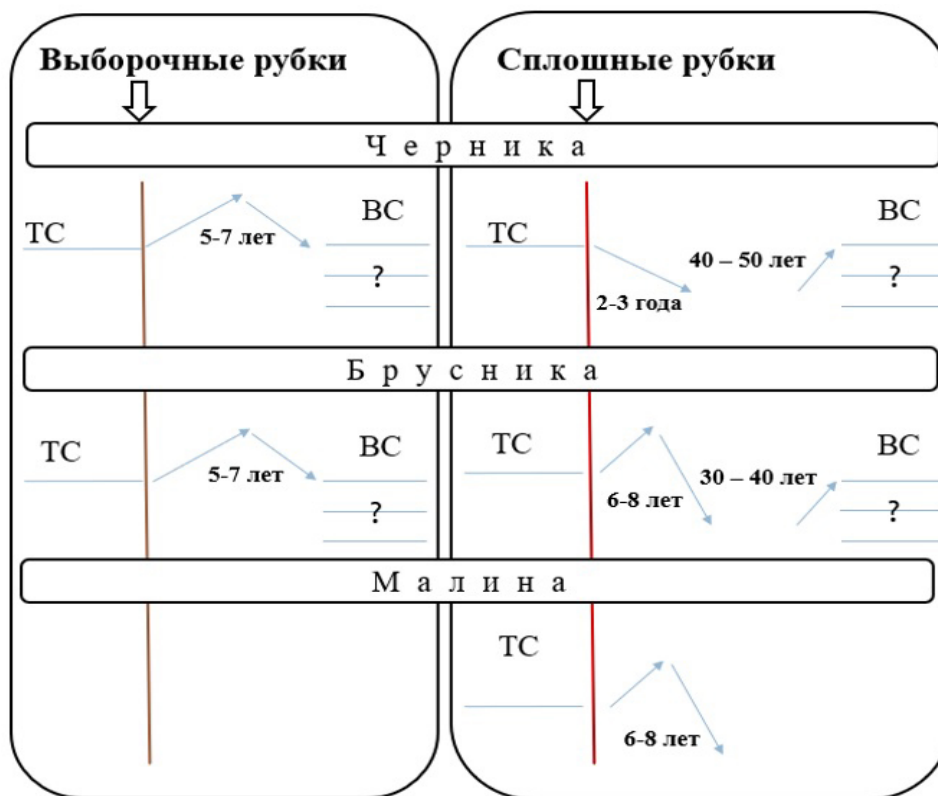 Выборочные рубки
Сплошные рубки
Черника
ТС
5-7 лет
ВС
?
ТС
2-3 года
40 – 50 лет
ВС
?
Брусника
ТС
5-7 лет
ВС
?
ТС
6-8 лет
30 – 40 лет
ВС
?
Малина
ТС
6-8 лет